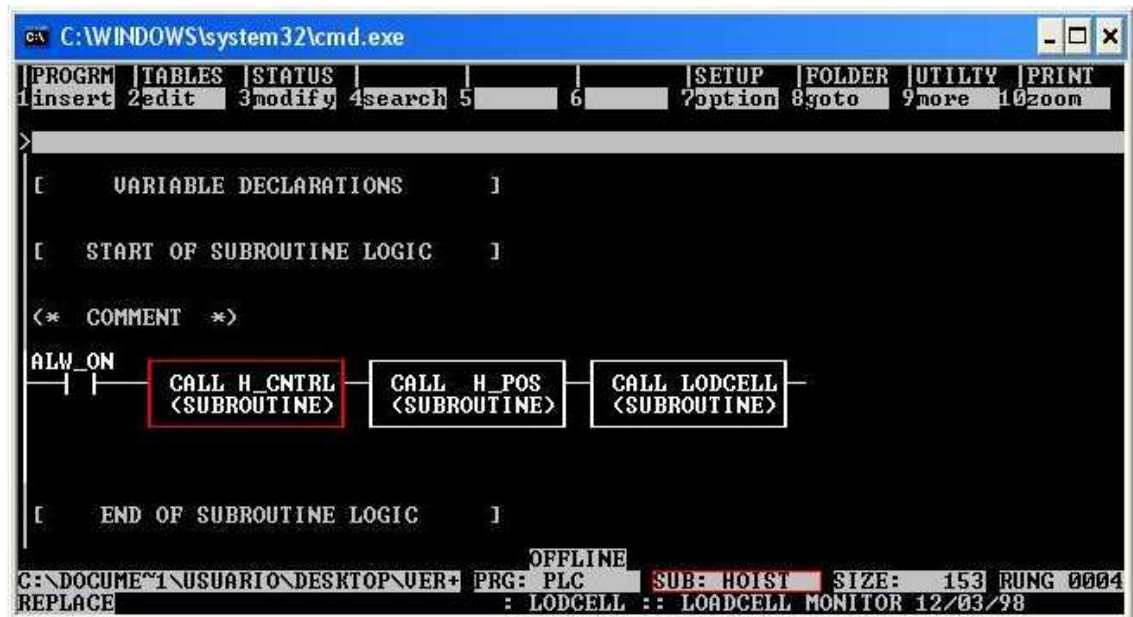 C:\WINDOWS\system32\cmd.exe
|PROGRM |TABLES |STATUS | | | |SETUP |FOLDER |UTILTY |PRINT
1insert 2edit 3modify 4search 5 6 7option 8goto 9more 10zoom
>
[ VARIABLE DECLARATIONS ]
[ START OF SUBROUTINE LOGIC ]
(* COMMENT *)
ALW_ON
CALL H_CNTRL CALL H_POS CALL LODCELL
(SUBROUTINE) (SUBROUTINE) (SUBROUTINE)
[ END OF SUBROUTINE LOGIC ]
OFFLINE
C:\DOCUME~1\USUARIO\DESKTOP\VER+ PRG: PLC SUB: HOIST SIZE: 153 RUNG 0004
REPLACE : LODCELL :: LOADCELL MONITOR 12/03/98